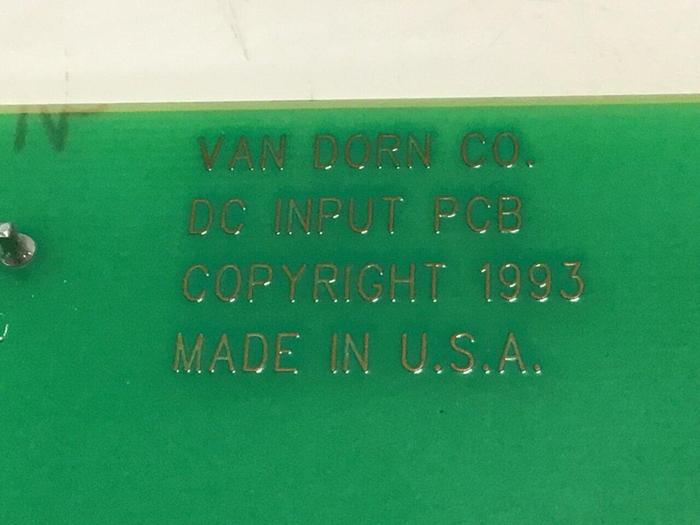 VAN DORN CO.
DC INPUT PCB
COPYRIGHT 1993
MADE IN U.S.A.